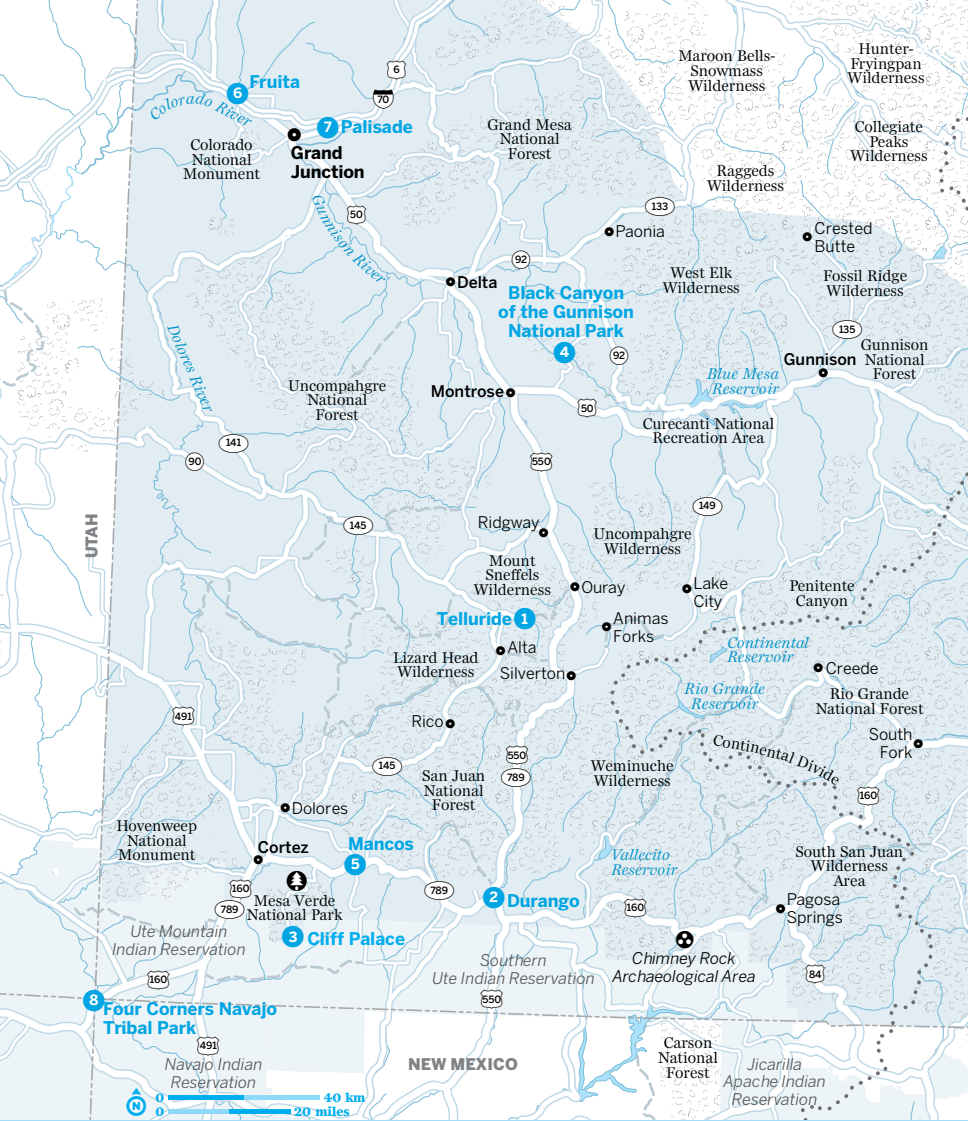 Maroon Bells-
Snowmass
Wilderness
Hunter-
Fryingpan
Wilderness
6
70
6
Fruita
Colorado River
7
Palisade
Grand
Junction
Colorado
National
Monument
Grand Mesa
National
Forest
Collegiate
Peaks
Wilderness
Raggeds
Wilderness
133
50
Gunnison River
Paonia
Crested
Butte
92
Delta
West Elk
Wilderness
Fossil Ridge
Wilderness
Black Canyon
of the Gunnison
National Park
4
Dolores River
135
Gunnison
National
Forest
92
Gunnison
Blue Mesa
Reservoir
Uncompahgre
National
Forest
Montrose
50
Curecanti National
Recreation Area
141
90
550
149
145
Ridgway
Uncompahgre
Wilderness
UTAH
Mount
Sneffels
Wilderness
Ouray
Lake
City
Penitente
Canyon
Telluride
1
Animas
Forks
Alta
Continental
Reservoir
Lizard Head
Wilderness
Silverton
Creede
Rio Grande
Reservoir
Rio Grande
National Forest
491
Rico
South
Fork
Continental Divide
550
145
789
Weminuche
Wilderness
San Juan
National
Forest
160
Dolores
Hovenweep
National
Monument
Cortez
Mancos
5
Vallecito
Reservoir
South San Juan
Wilderness
Area
160
789
789
Mesa Verde
National Park
2
Durango
160
Pagosa
Springs
Ute Mountain
Indian Reservation
3
Cliff Palace
Chimney Rock
Archaeological Area
Southern
Ute Indian Reservation
160
84
8
Four Corners Navajo
Tribal Park
550
491
Navajo Indian
Reservation
NEW MEXICO
Carson
National
Forest
Jicarilla
Apache Indian
Reservation
N
0 40 km
0 20 miles